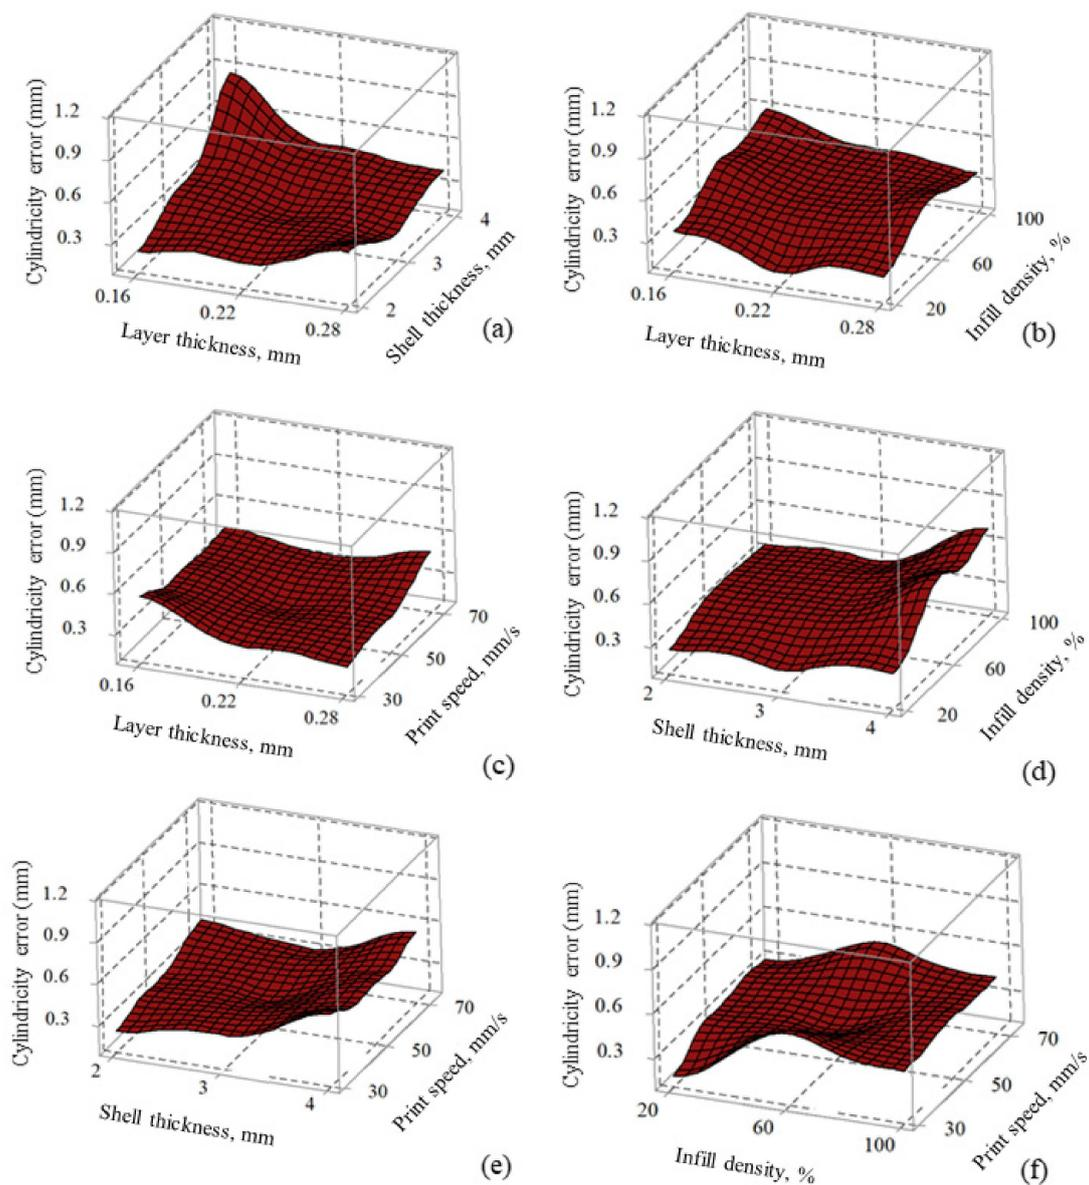 Cylindricity error (mm)
1.2
0.9
0.6
0.3
0.16
0.22
0.28
Layer thickness, mm
2
3
4
Shell thickness, mm
(a)
Cylindricity error (mm)
1.2
0.9
0.6
0.3
0.16
0.22
0.28
Layer thickness, mm
20
60
100
Infill density, %
(b)
Cylindricity error (mm)
1.2
0.9
0.6
0.3
0.16
0.22
0.28
Layer thickness, mm
30
50
70
Print speed, mm/s
(c)
Cylindricity error (mm)
1.2
0.9
0.6
0.3
2
3
4
Shell thickness, mm
20
60
100
Infill density, %
(d)
Cylindricity error (mm)
1.2
0.9
0.6
0.3
2
3
4
Shell thickness, mm
30
50
70
Print speed, mm/s
(e)
Cylindricity error (mm)
1.2
0.9
0.6
0.3
20
60
100
Infill density, %
30
50
70
Print speed, mm/s
(f)